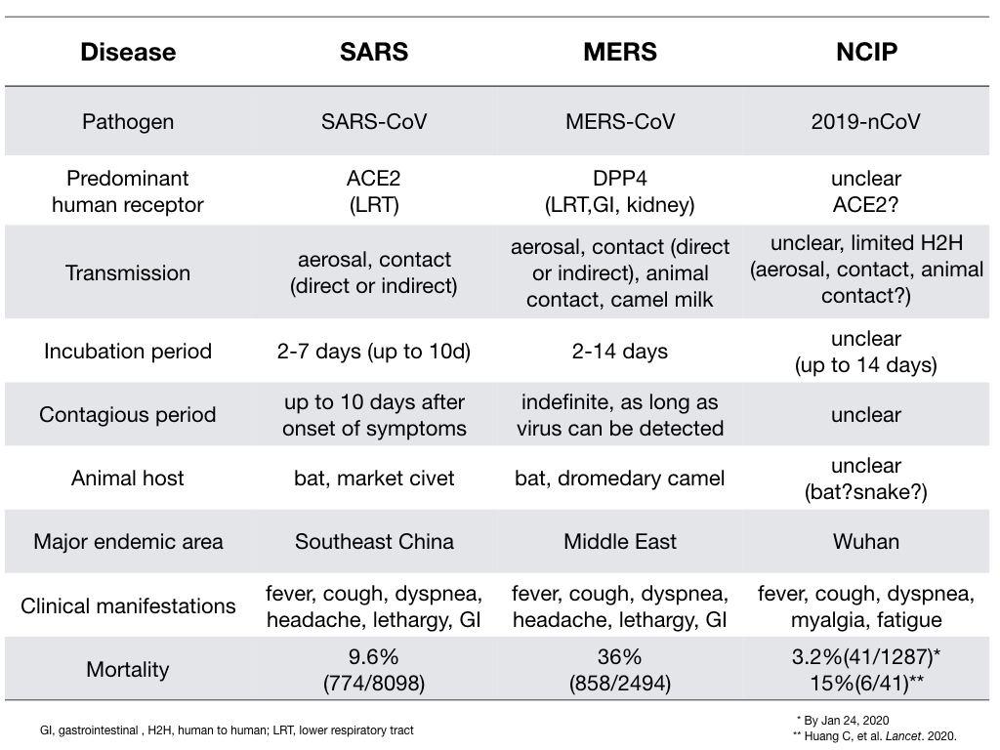 Disease SARS MERS NCIP
Pathogen SARS-CoV MERS-CoV 2019-nCoV
Predominant
human receptor
ACE2
(LRT)
DPP4
(LRT,GI, kidney)
unclear
ACE2?
Transmission
aerosal, contact
(direct or indirect)
aerosal, contact (direct
or indirect), animal
contact, camel milk
unclear, limited H2H
(aerosal, contact, animal
contact?)
Incubation period
2-7 days (up to 10d)
2-14 days
unclear
(up to 14 days)
Contagious period
up to 10 days after
onset of symptoms
indefinite, as long as
virus can be detected
unclear
Animal host
bat, market civet
bat, dromedary camel
unclear
(bat?snake?)
Major endemic area Southeast China Middle East Wuhan
Clinical manifestations
fever, cough, dyspnea,
headache, lethargy, GI
fever, cough, dyspnea,
headache, lethargy, GI
fever, cough, dyspnea,
myalgia, fatigue
Mortality
9.6%
(774/8098)
36%
(858/2494)
3.2%(41/1287)*
15%(6/41)**
GI, gastrointestinal , H2H, human to human; LRT, lower respiratory tract
* By Jan 24, 2020
** Huang C, et al. Lancet. 2020.